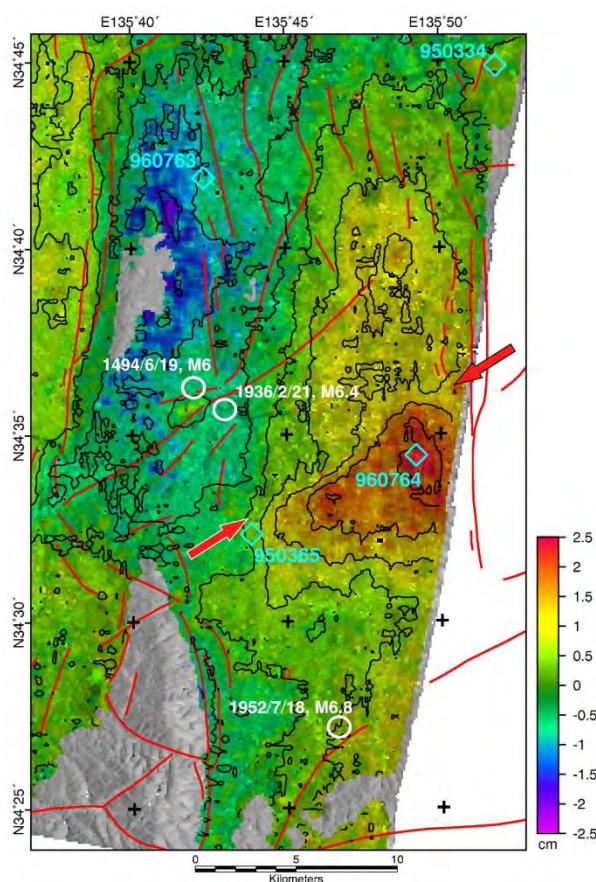 E135°40' E135°45' E135°50'
N34°45'
950334
960763
N34°40'
1494/6/19, M6
1936/2/21, M6.4
N34°35'
960764
950365
N34°30'
1952/7/18, M6.8
N34°25'
2.5
2
1.5
1
0.5
0
-0.5
-1
-1.5
-2
-2.5
cm
0 5 10
Kilometers